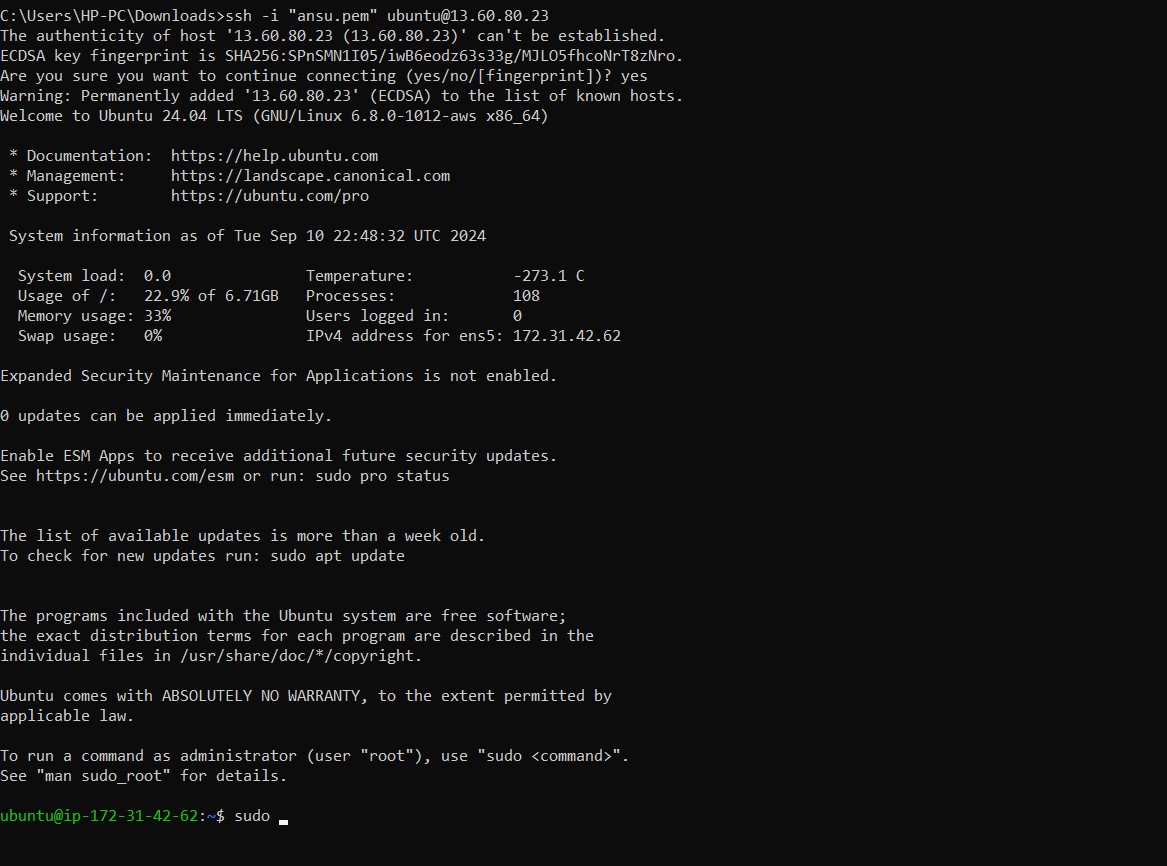 C:\Users\HP-PC\Downloads>ssh -i "ansu.pem" ubuntu@13.60.80.23
The authenticity of host '13.60.80.23 (13.60.80.23)' can't be established.
ECDSA key fingerprint is SHA256:SPnSMN1I05/iwB6eodz63s33g/MJLO5fhcoNrT8zNro.
Are you sure you want to continue connecting (yes/no/[fingerprint])? yes
Warning: Permanently added '13.60.80.23' (ECDSA) to the list of known hosts.
Welcome to Ubuntu 24.04 LTS (GNU/Linux 6.8.0-1012-aws x86_64)

 * Documentation:  https://help.ubuntu.com
 * Management:     https://landscape.canonical.com
 * Support:        https://ubuntu.com/pro

 System information as of Tue Sep 10 22:48:32 UTC 2024

  System load:  0.0               Temperature:           -273.1 C
  Usage of /:   22.9% of 6.71GB   Processes:             108
  Memory usage: 33%               Users logged in:       0
  Swap usage:   0%                IPv4 address for ens5: 172.31.42.62

Expanded Security Maintenance for Applications is not enabled.

0 updates can be applied immediately.

Enable ESM Apps to receive additional future security updates.
See https://ubuntu.com/esm or run: sudo pro status


The list of available updates is more than a week old.
To check for new updates run: sudo apt update


The programs included with the Ubuntu system are free software;
the exact distribution terms for each program are described in the
individual files in /usr/share/doc/*/copyright.

Ubuntu comes with ABSOLUTELY NO WARRANTY, to the extent permitted by
applicable law.

To run a command as administrator (user "root"), use "sudo <command>".
See "man sudo_root" for details.

ubuntu@ip-172-31-42-62:~$ sudo _